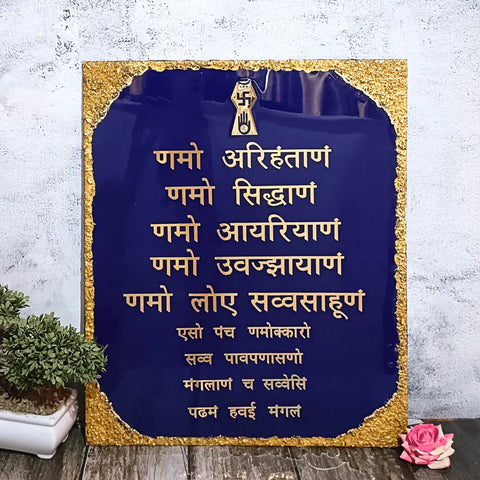 णमो अरिहंताणं
णमो सिद्धाणं
णमो आयरियाणं
णमो उवज्झायाणं
णमो लोए सव्वसाहूणं
एसो पंच णमोक्कारो
सव्व पावपणासणो
मंगलाणं च सव्वेसिं
पढमं हवई मंगलं